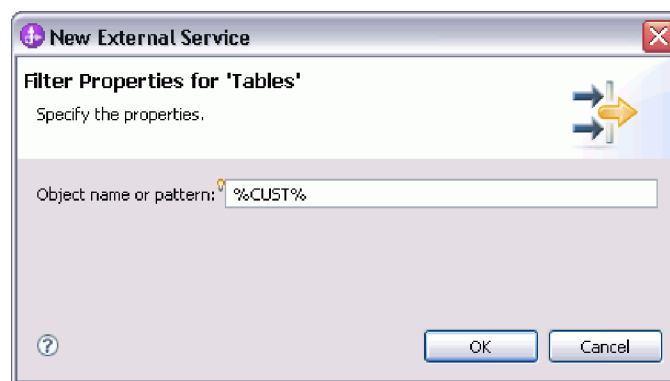 New External Service
Filter Properties for 'Tables'
Specify the properties.
Object name or pattern: %CUST%
OK Cancel